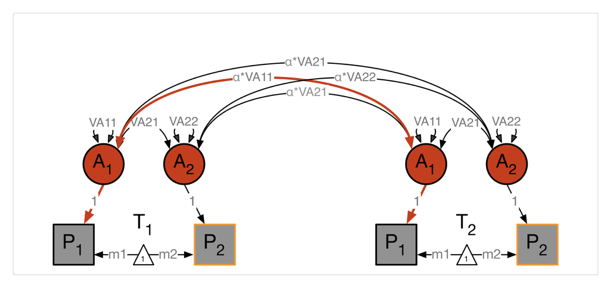 α*VA21
α*VA11 α*VA22
α*VA21
VA11 VA21 VA22 VA11 VA21 VA22
A1 A2 A1 A2
1 1 1 1
T1 T2
P1 m1 1 m2 P2 P1 m1 1 m2 P2